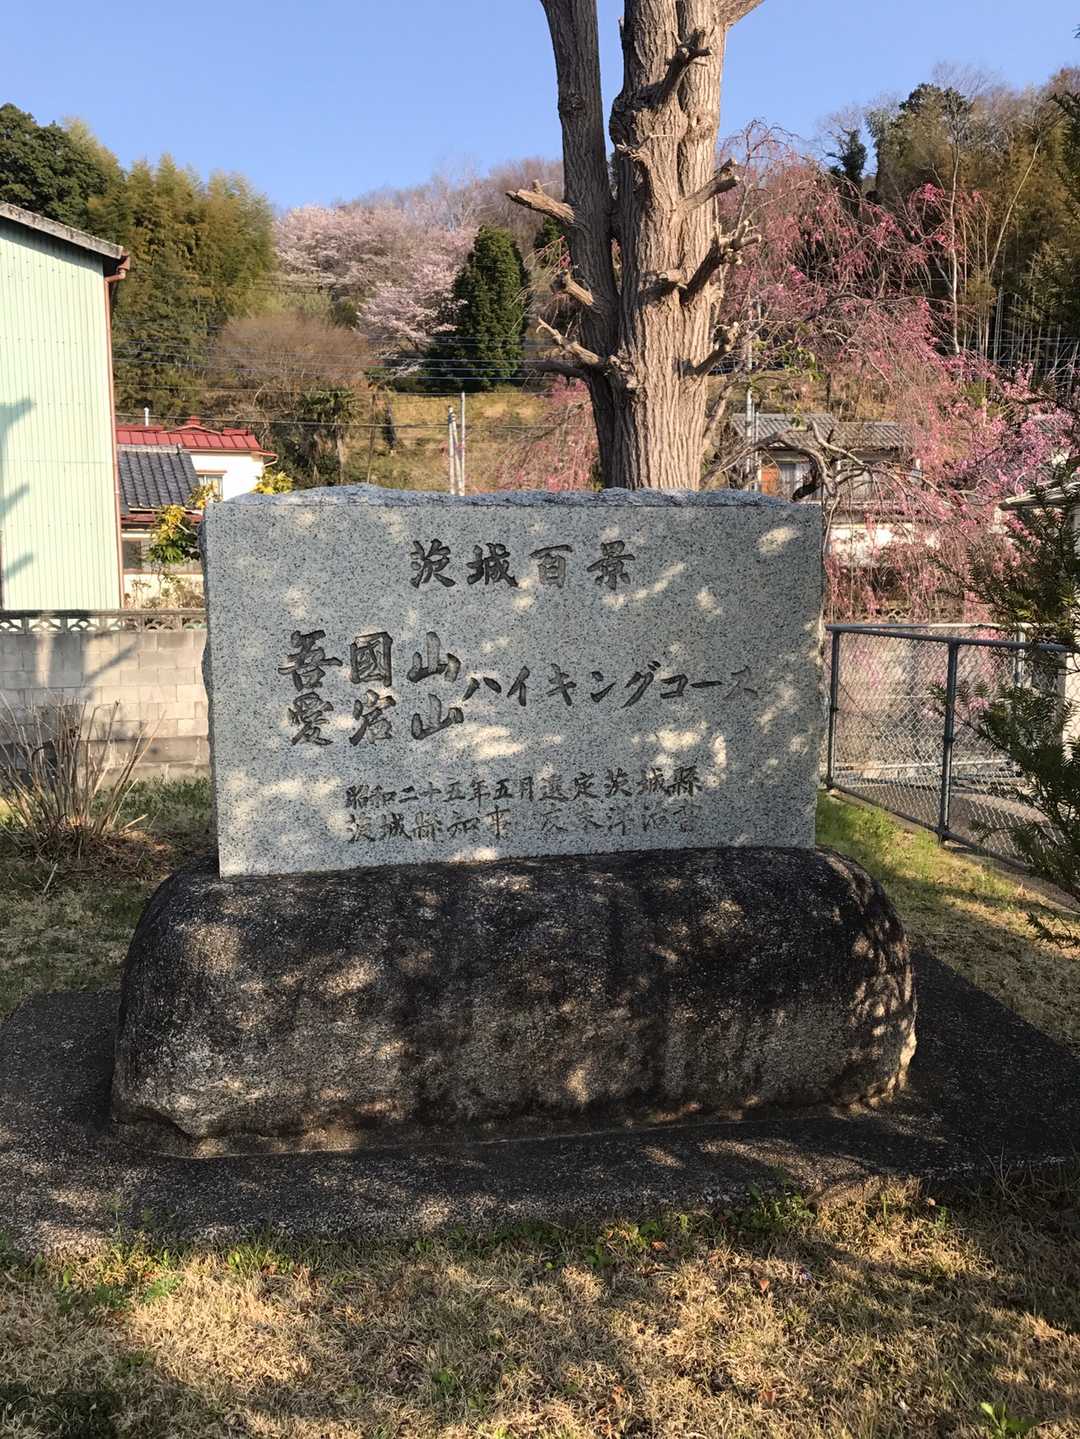 茨城百景
吾國山
愛宕山
ハイキングコース
昭和二十五年五月選定茨城縣
茨城縣知事 友末洋治書